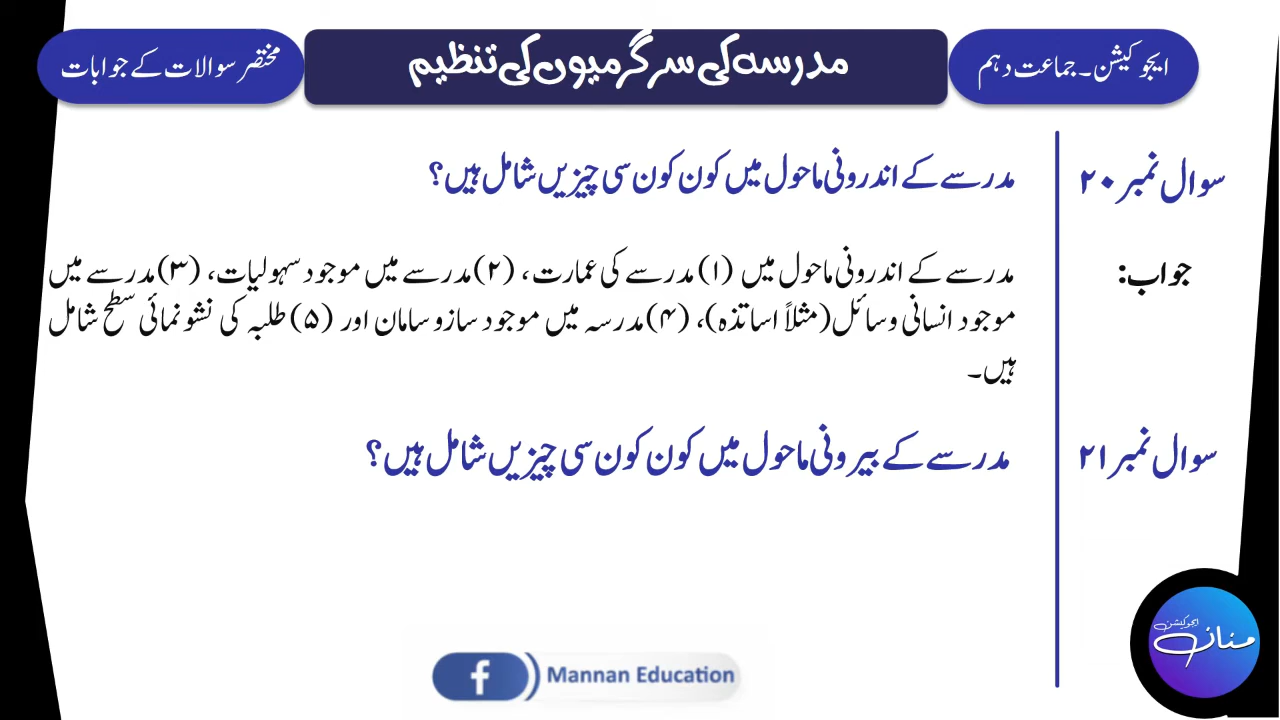 ایجوکیشن۔جماعت دہم
مدرسہ کی سرگرمیوں کی تنظیم
مختصر سوالات کے جوابات
سوال نمبر ۲۰
مدرسے کے اندرونی ماحول میں کون کون سی چیزیں شامل ہیں؟
جواب:
مدرسے کے اندرونی ماحول میں (۱) مدرسے کی عمارت، (۲)مدرسے میں موجود سہولیات، (۳)مدرسے میں
موجود انسانی وسائل(مثلاً اساتذہ)، (۴)مدرسہ میں موجود سازو سامان اور (۵)طلبہ کی نشونمائی سطح شامل
ہیں۔
سوال نمبر ۲۱
مدرسے کے بیرونی ماحول میں کون کون سی چیزیں شامل ہیں؟
ایجوکیشن
منان
f Mannan Education